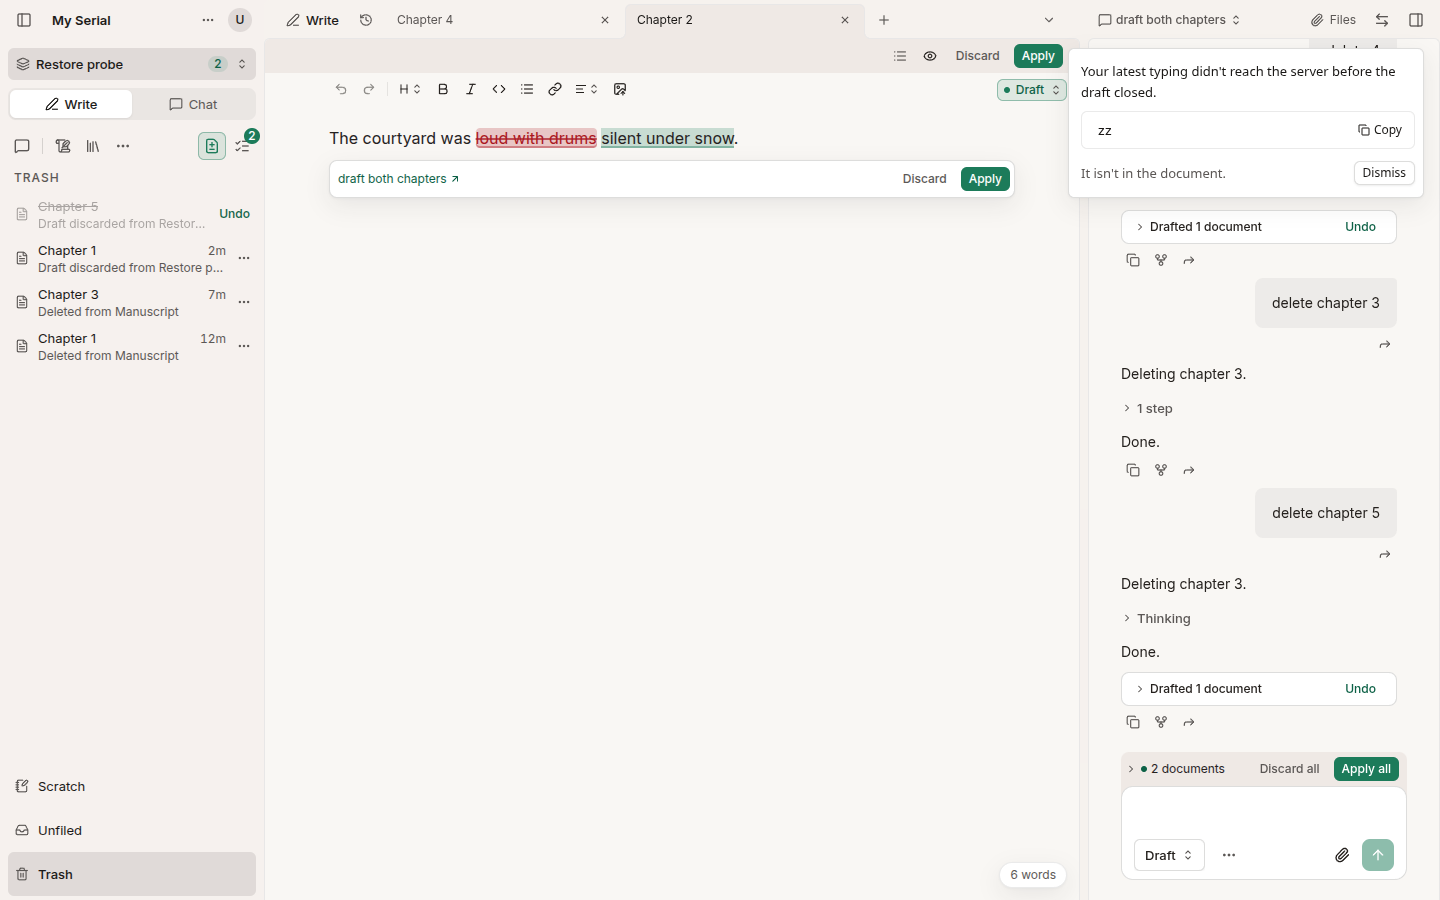 My Serial
U
Restore probe
2
Write
Chat
2
TRASH
Chapter 5
Draft discarded from Restor...
Undo
Chapter 1
2m
Draft discarded from Restore p...
Chapter 3
7m
Deleted from Manuscript
Chapter 1
12m
Deleted from Manuscript
Scratch
Unfiled
Trash
Write
Chapter 4
Chapter 2
Discard
Apply
H
B
I
Draft
The courtyard was loud with drums silent under snow.
draft both chapters
Discard
Apply
6 words
draft both chapters
Files
Your latest typing didn't reach the server before the
draft closed.
zz
Copy
It isn't in the document.
Dismiss
Drafted 1 document
Undo
delete chapter 3
Deleting chapter 3.
1 step
Done.
delete chapter 5
Deleting chapter 3.
Thinking
Done.
Drafted 1 document
Undo
2 documents
Discard all
Apply all
Draft